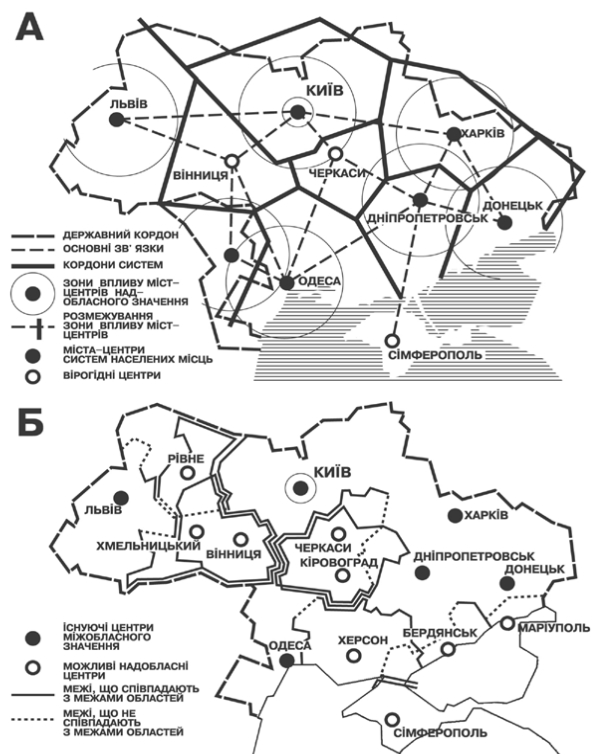 А
КИЇВ
ЛЬВІВ
ХАРКІВ
ВІННИЦЯ
ЧЕРКАСИ
ДНІПРОПЕТРОВСЬК
ДОНЕЦЬК
ОДЕСА
СІМФЕРОПОЛЬ
ДЕРЖАВНИЙ КОРДОН
ОСНОВНІ ЗВ' ЯЗКИ
КОРДОНИ СИСТЕМ
ЗОНИ ВПЛИВУ МІСТ–
ЦЕНТРІВ НАД–
ОБЛАСНОГО ЗНАЧЕННЯ
РОЗМЕЖУВАННЯ
ЗОНИ ВПЛИВУ МІСТ–
ЦЕНТРІВ
МІСТА–ЦЕНТРИ
СИСТЕМ НАСЕЛЕНИХ МІСЦЬ
ВІРОГІДНІ ЦЕНТРИ
Б
РІВНЕ
КИЇВ
ЛЬВІВ
ХАРКІВ
ХМЕЛЬНИЦЬКИЙ
ВІННИЦЯ
ЧЕРКАСИ
КІРОВОГРАД
ДНІПРОПЕТРОВСЬК
ДОНЕЦЬК
МАРІУПОЛЬ
БЕРДЯНСЬК
ХЕРСОН
ОДЕСА
СІМФЕРОПОЛЬ
ІСНУЮЧІ ЦЕНТРИ
МІЖОБЛАСНОГО
ЗНАЧЕННЯ
МОЖЛИВІ НАДОБЛАСНІ
ЦЕНТРИ
МЕЖІ, ЩО СПІВПАДАЮТЬ
З МЕЖАМИ ОБЛАСТЕЙ
МЕЖІ, ЩО НЕ
СПІВПАДАЮТЬ
З МЕЖАМИ ОБЛАСТЕЙ